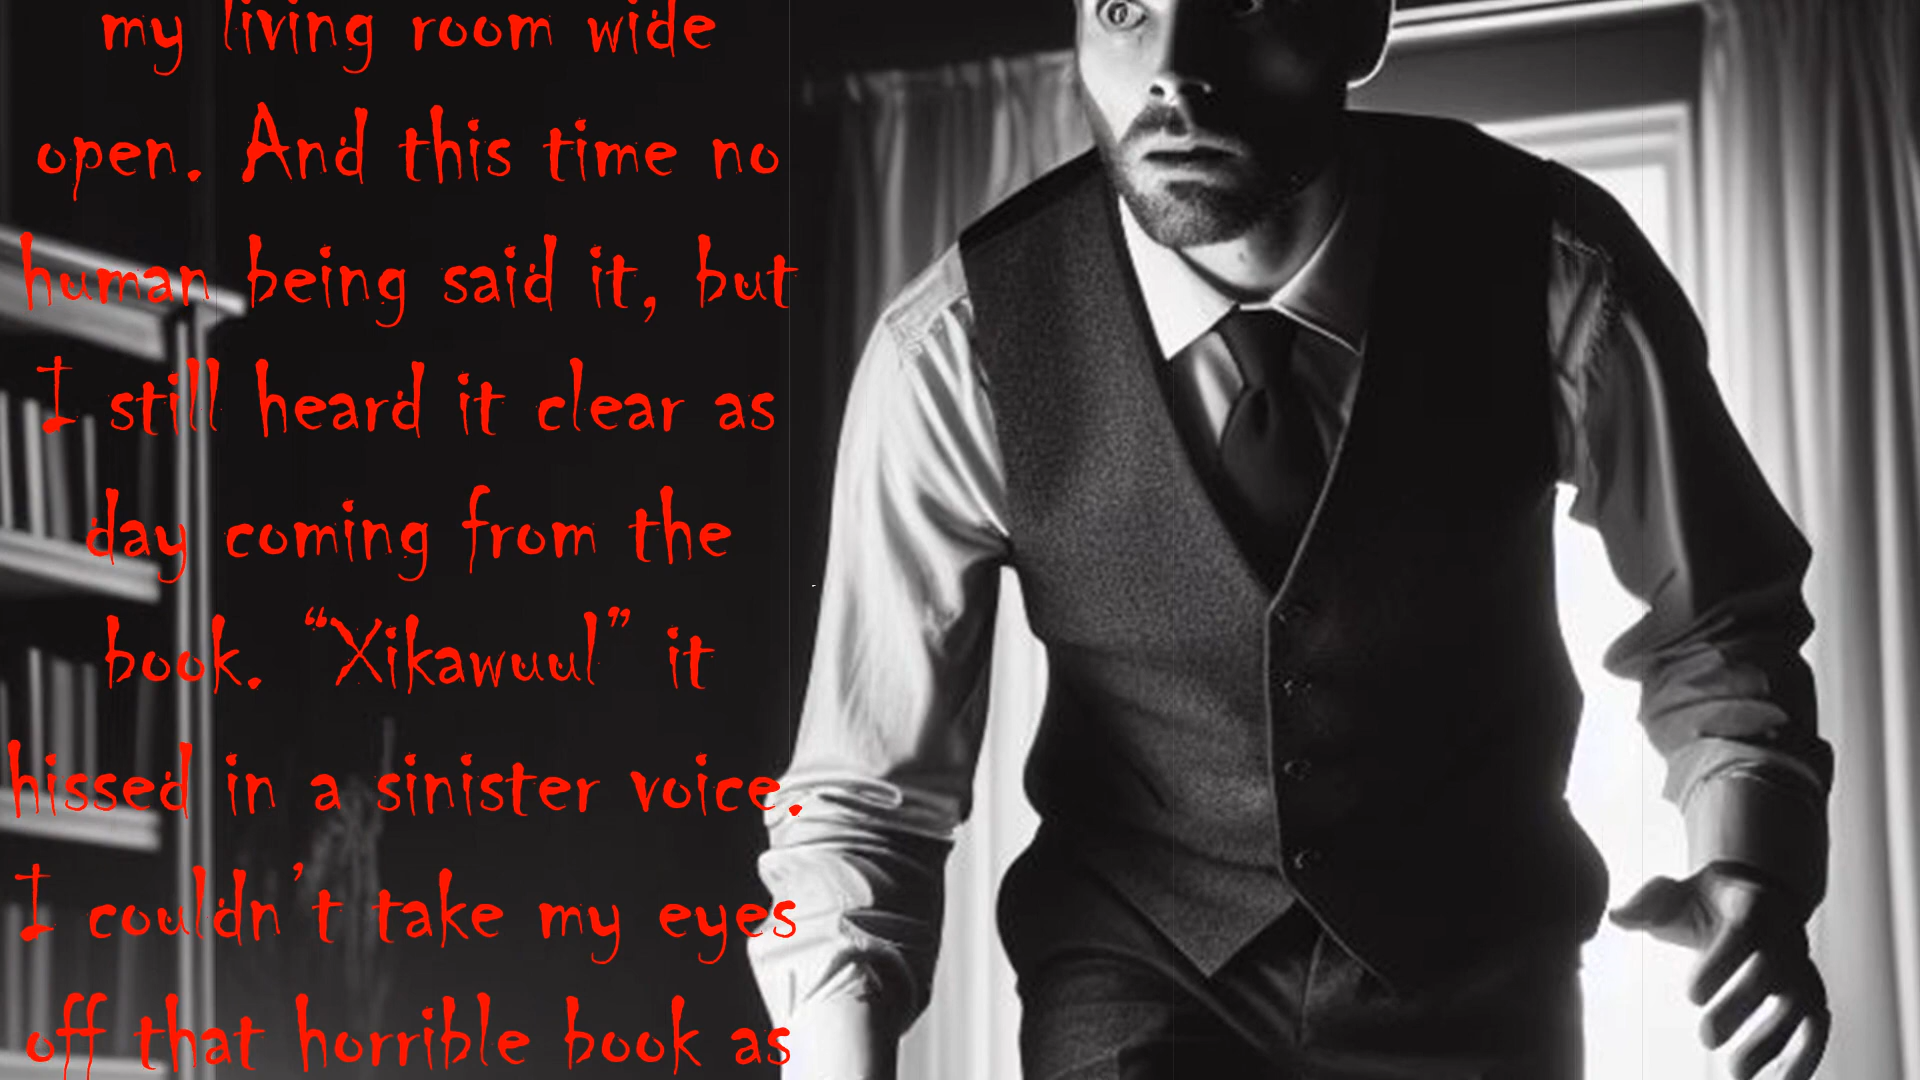 my living room wide
open. And this time no
human being said it, but
I still heard it clear as
day coming from the
book. “Xikawuul” it
hissed in a sinister voice.
I couldn’t take my eyes
off that horrible book as